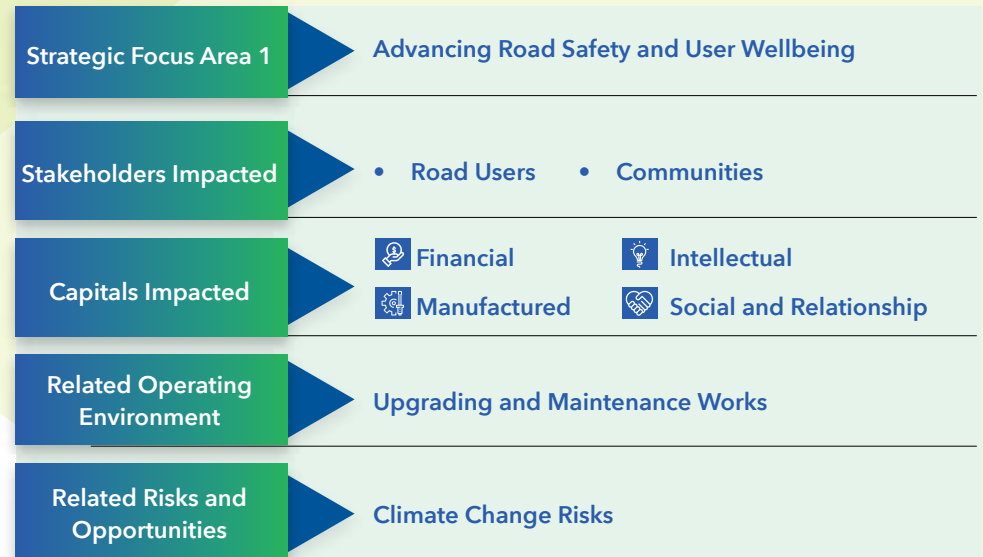 Strategic Focus Area 1
Advancing Road Safety and User Wellbeing
Stakeholders Impacted
• Road Users • Communities
Capitals Impacted
Financial Intellectual
Manufactured Social and Relationship
Related Operating
Environment
Upgrading and Maintenance Works
Related Risks and
Opportunities
Climate Change Risks